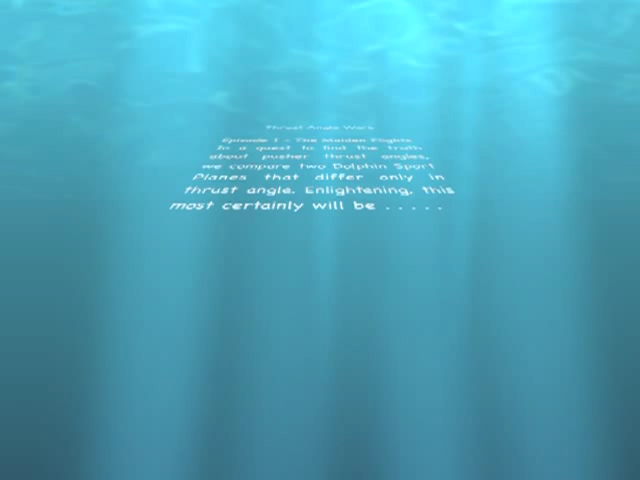 Thrust Angle Wars
Episode I - The Maiden Flights
In a quest to find the truth
about pusher thrust angles,
we compare two Dolphin Sport
Planes that differ only in
thrust angle. Enlightening, this
most certainly will be . . . . .